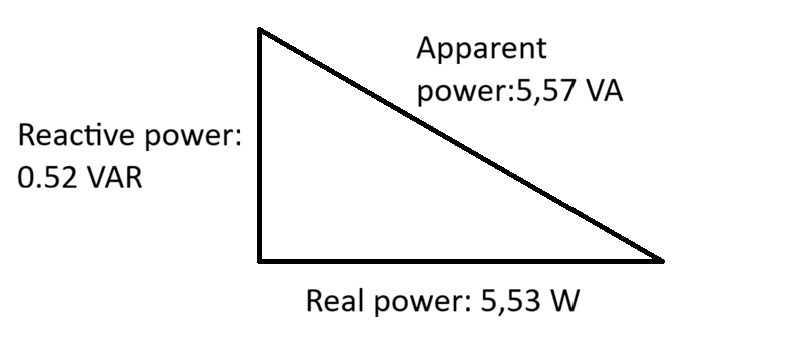 Apparent
power:5,57 VA
Reactive power:
0.52 VAR
Real power: 5,53 W